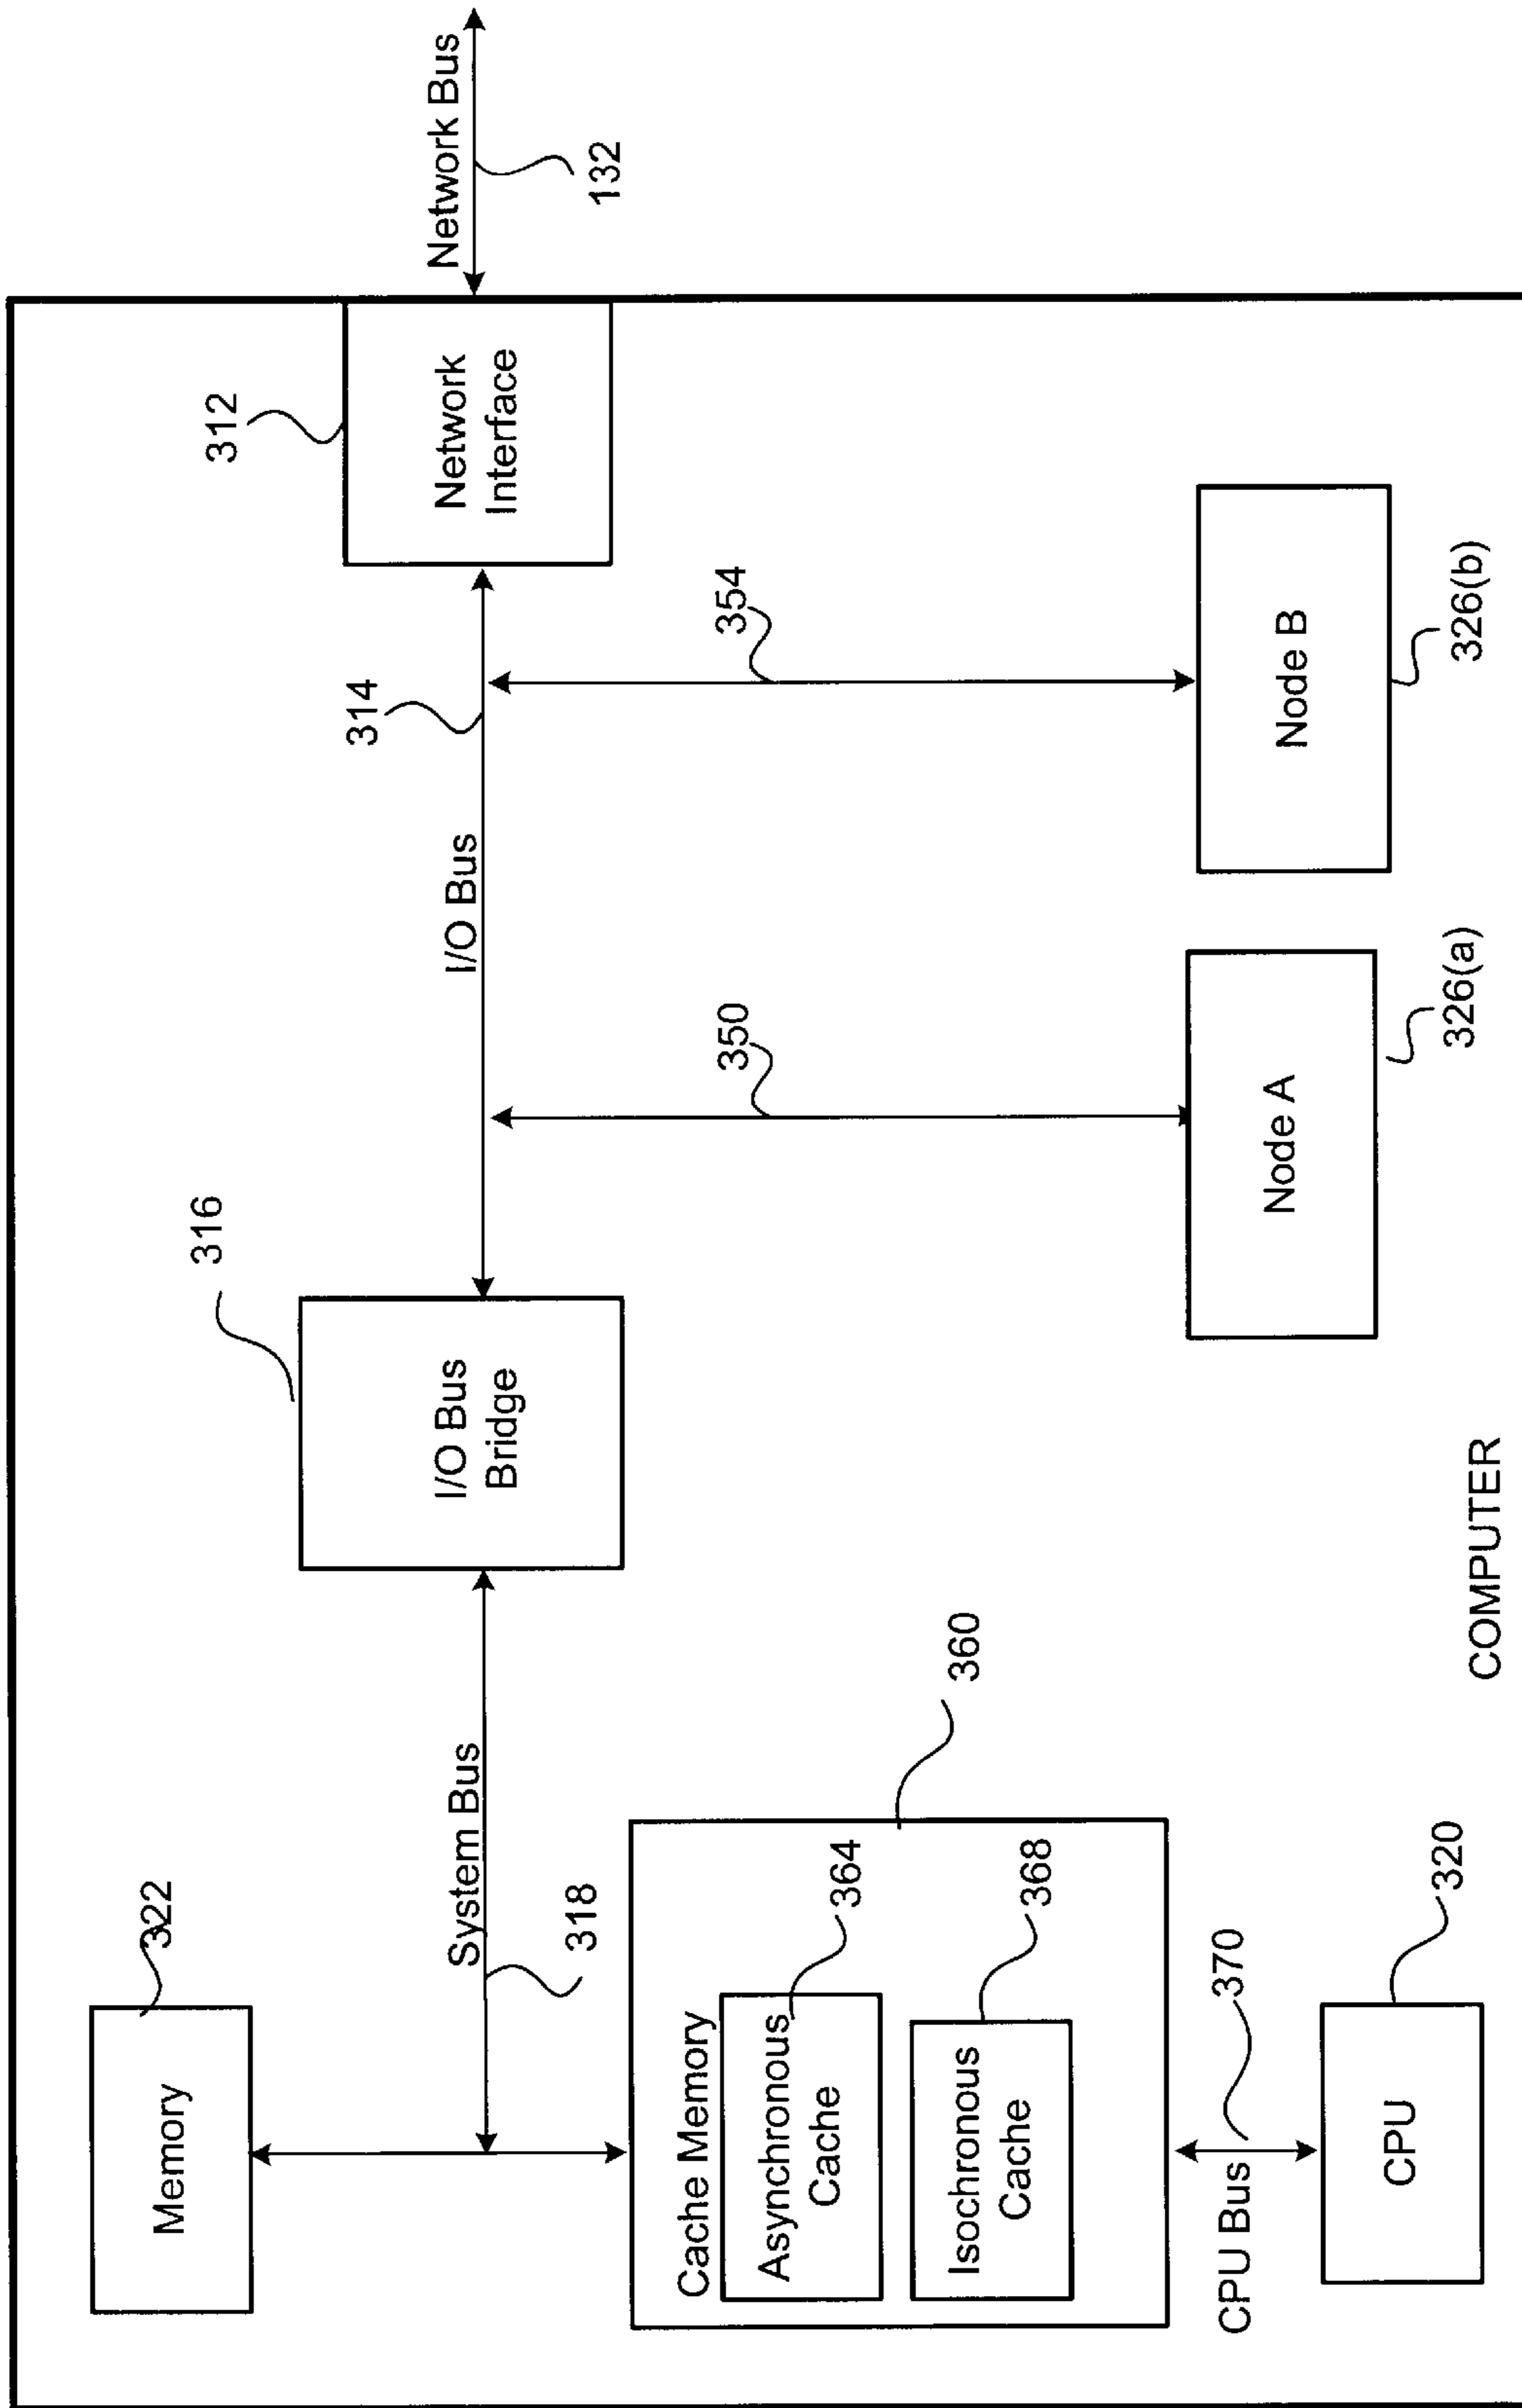 Network Bus
132
312
Network
Interface
314
I/O Bus
354
Node B
326(b)
350
Node A
326(a)
316
I/O Bus
Bridge
COMPUTER
System Bus
318
322
Memory
360
Cache Memory
Asynchronous
Cache
364
Isochronous
Cache
368
CPU Bus
370
CPU
320